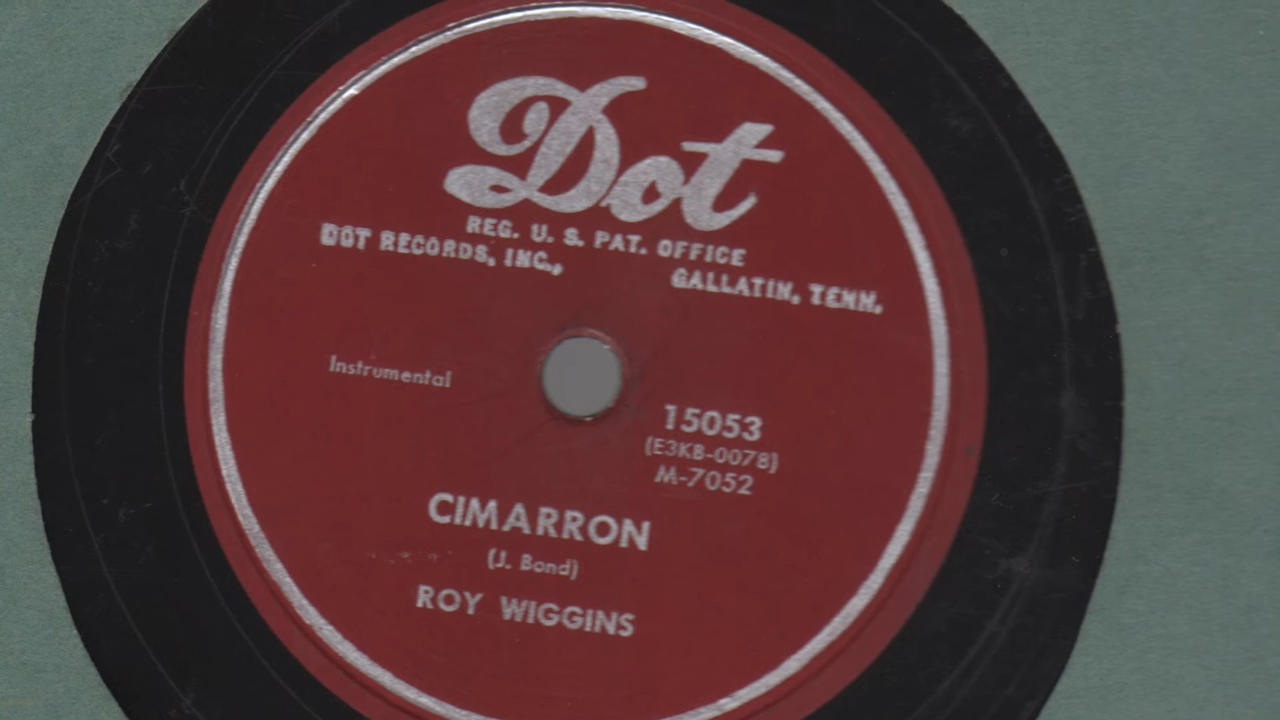 Dot
REG. U. S. PAT. OFFICE
DOT RECORDS, INC., GALLATIN, TENN.
Instrumental
15053
(E3KB-0078)
M-7052
CIMARRON
(J. Bond)
ROY WIGGINS